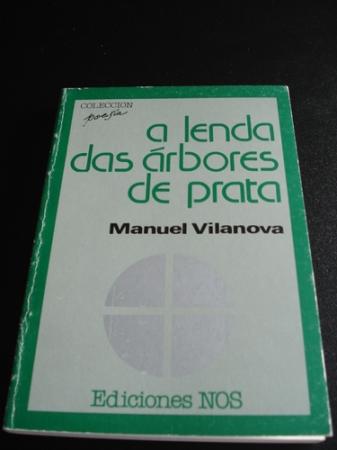 COLECCION
poesía
a lenda
das árbores
de prata
Manuel Vilanova
Ediciones NOS